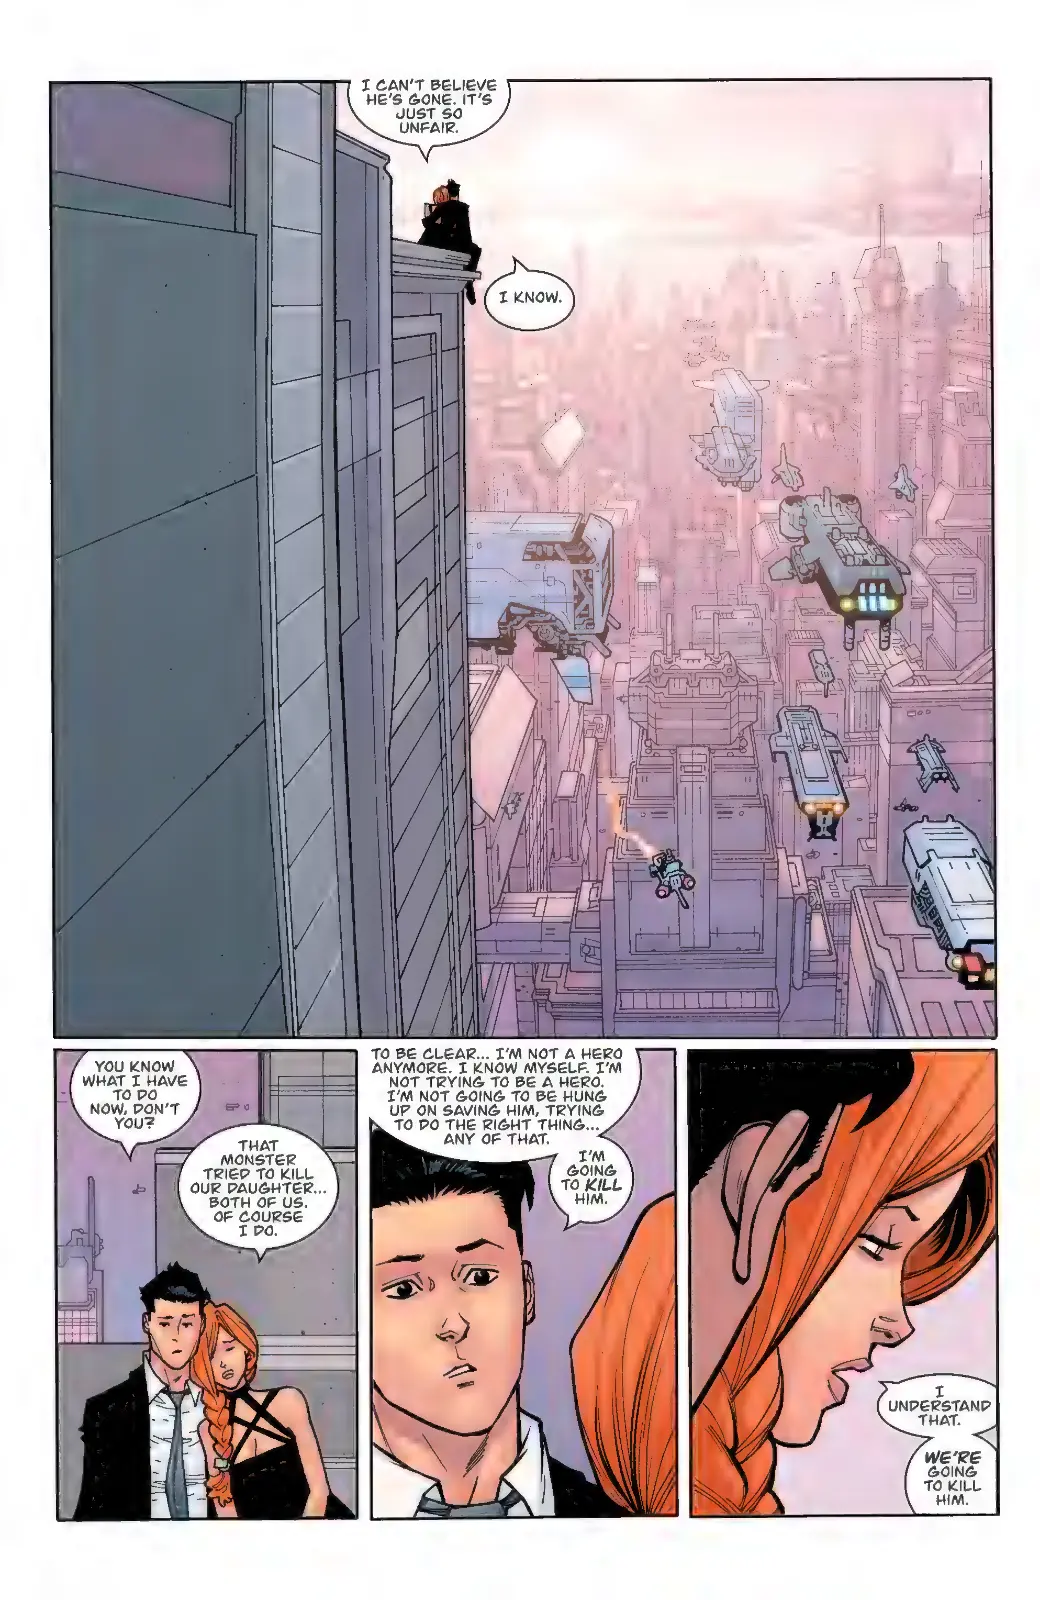 I CAN'T BELIEVE
HE'S GONE. IT'S
JUST SO
UNFAIR.
I KNOW.
YOU KNOW
WHAT I HAVE
TO DO
NOW, DON'T
YOU?
THAT
MONSTER
TRIED TO KILL
OUR DAUGHTER...
BOTH OF US.
OF COURSE
I DO.
TO BE CLEAR... I'M NOT A HERO
ANYMORE. I KNOW MYSELF. I'M
NOT TRYING TO BE A HERO.
I'M NOT GOING TO BE HUNG
UP ON SAVING HIM, TRYING
TO DO THE RIGHT THING...
ANY OF THAT.
I'M
GOING
TO KILL
HIM.
I
UNDERSTAND
THAT.
WE'RE
GOING
TO KILL
HIM.